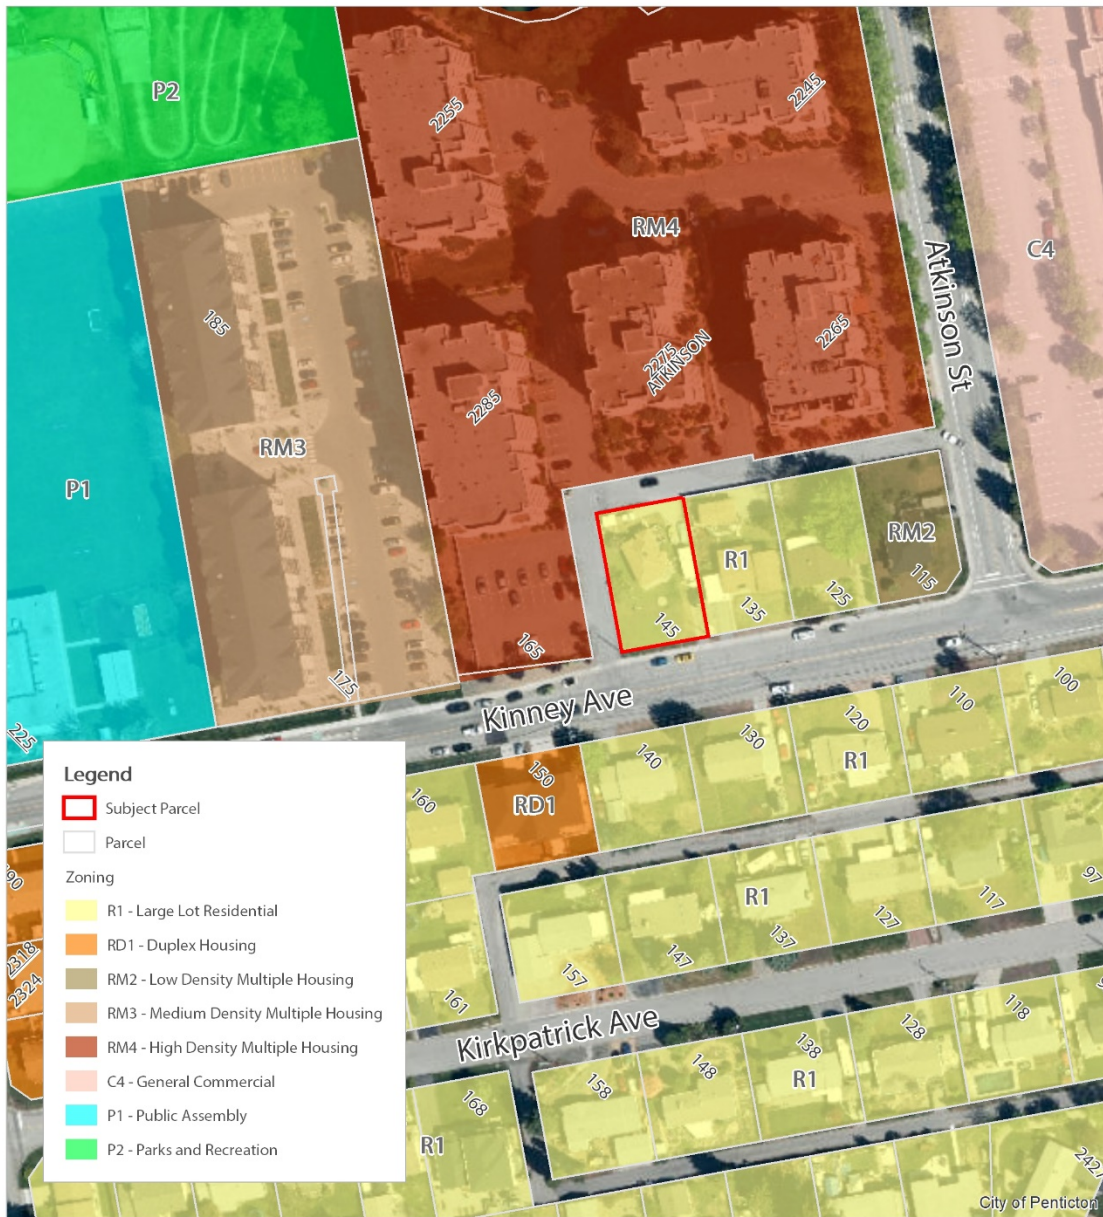 P2
2255
2245
RM4
C4
Atkinson St
185
2275
ATKINSON
2265
2285
RM3
P1
R1
RM2
115
125
135
145
165
175
225
Kinney Ave
100
110
120
130
140
150
160
R1
RD1
Legend
Subject Parcel
Parcel
Zoning
R1 - Large Lot Residential
RD1 - Duplex Housing
RM2 - Low Density Multiple Housing
RM3 - Medium Density Multiple Housing
RM4 - High Density Multiple Housing
C4 - General Commercial
P1 - Public Assembly
P2 - Parks and Recreation
2318
2324
R1
97
117
127
137
147
157
161
Kirkpatrick Ave
118
128
138
148
158
168
R1
R1
2427
City of Penticton